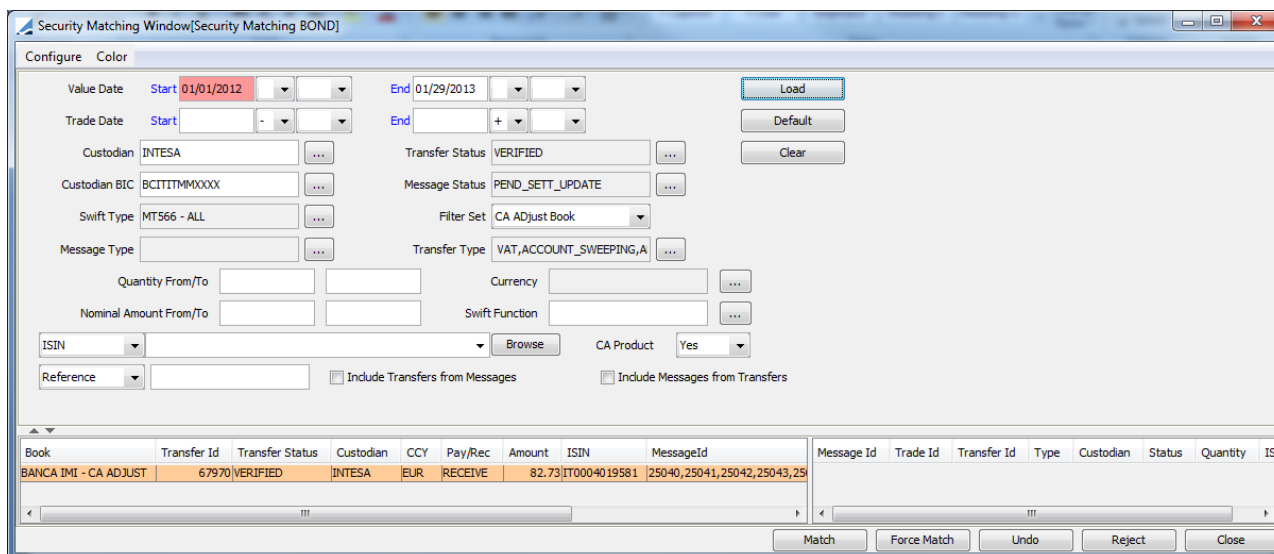 Security Matching Window[Security Matching BOND]
Configure Color
Value Date Start 01/01/2012 End 01/29/2013 Load
Trade Date Start - End + Default
Custodian INTESA ... Transfer Status VERIFIED ... Clear
Custodian BIC BCITITMMXXXX ... Message Status PEND_SETT_UPDATE ...
Swift Type MT566 - ALL ... Filter Set CA ADjust Book
Message Type ... Transfer Type VAT,ACCOUNT_SWEEPING,A ...
Quantity From/To Currency ...
Nominal Amount From/To Swift Function ...
ISIN Browse CA Product Yes
Reference Include Transfers from Messages Include Messages from Transfers
Book Transfer Id Transfer Status Custodian CCY Pay/Rec Amount ISIN MessageId Message Id Trade Id Transfer Id Type Custodian Status Quantity IS
BANCA IMI - CA ADJUST 67970 VERIFIED INTESA EUR RECEIVE 82.73 IT0004019581 25040,25041,25042,25043,250
Match Force Match Undo Reject Close